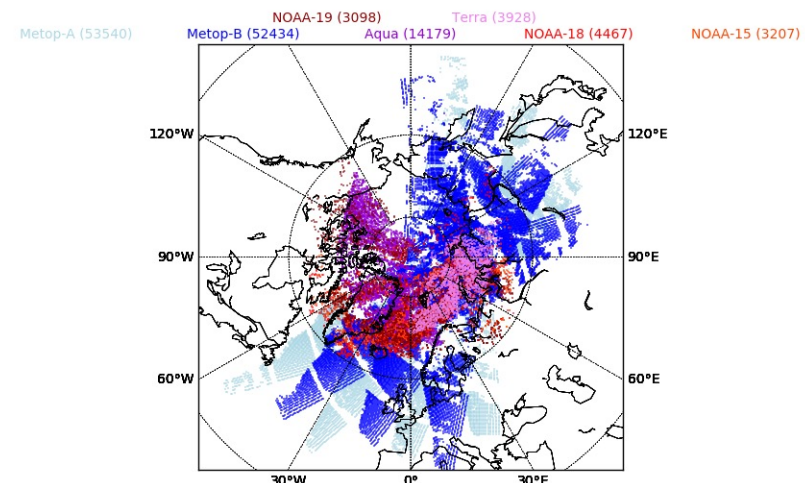 NOAA-19 (3098) Terra (3928)
Metop-A (53540) Metop-B (52434) Aqua (14179) NOAA-18 (4467) NOAA-15 (3207)
120°W 120°E
90°W 90°E
60°W 60°E
30°W 0° 30°E